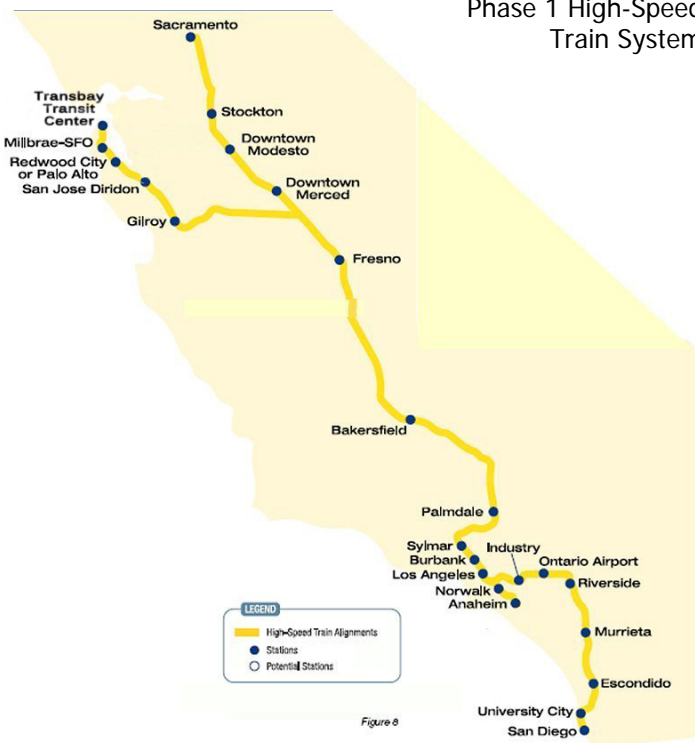 Phase 1 High-Speed
Train System
Sacramento
Transbay
Transit
Center
Stockton
Millbrae-SFO
Downtown
Modesto
Redwood City
or Palo Alto
San Jose Diridon
Downtown
Merced
Gilroy
Fresno
Bakersfield
Palmdale
Sylmar
Industry
Burbank
Ontario Airport
Los Angeles
Riverside
Norwalk
Anaheim
LEGEND
High-Speed Train Alignments
Stations
Potential Stations
Murrieta
Escondido
University City
Figure 8
San Diego